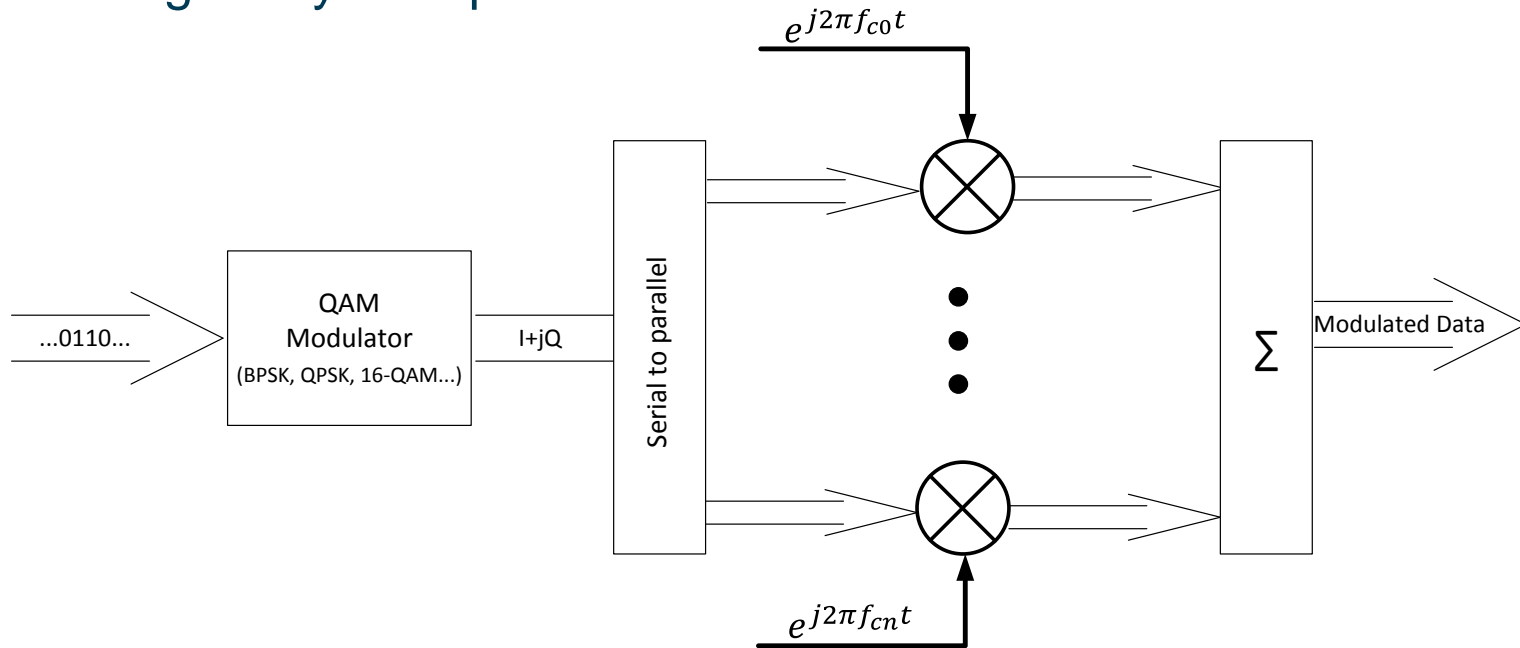 e^{j2πf_{c0}t}
...0110...
QAM
Modulator
(BPSK, QPSK, 16-QAM...)
I+jQ
Serial to parallel
Σ
Modulated Data
e^{j2πf_{cn}t}